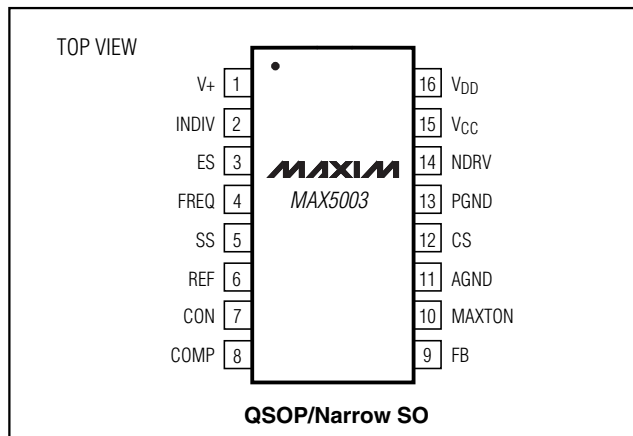 TOP VIEW
V+ 1 16 VDD
INDIV 2 15 VCC
ES 3 14 NDRV
MAXIM
FREQ 4 MAX5003 13 PGND
SS 5 12 CS
REF 6 11 AGND
CON 7 10 MAXTON
COMP 8 9 FB
QSOP/Narrow SO